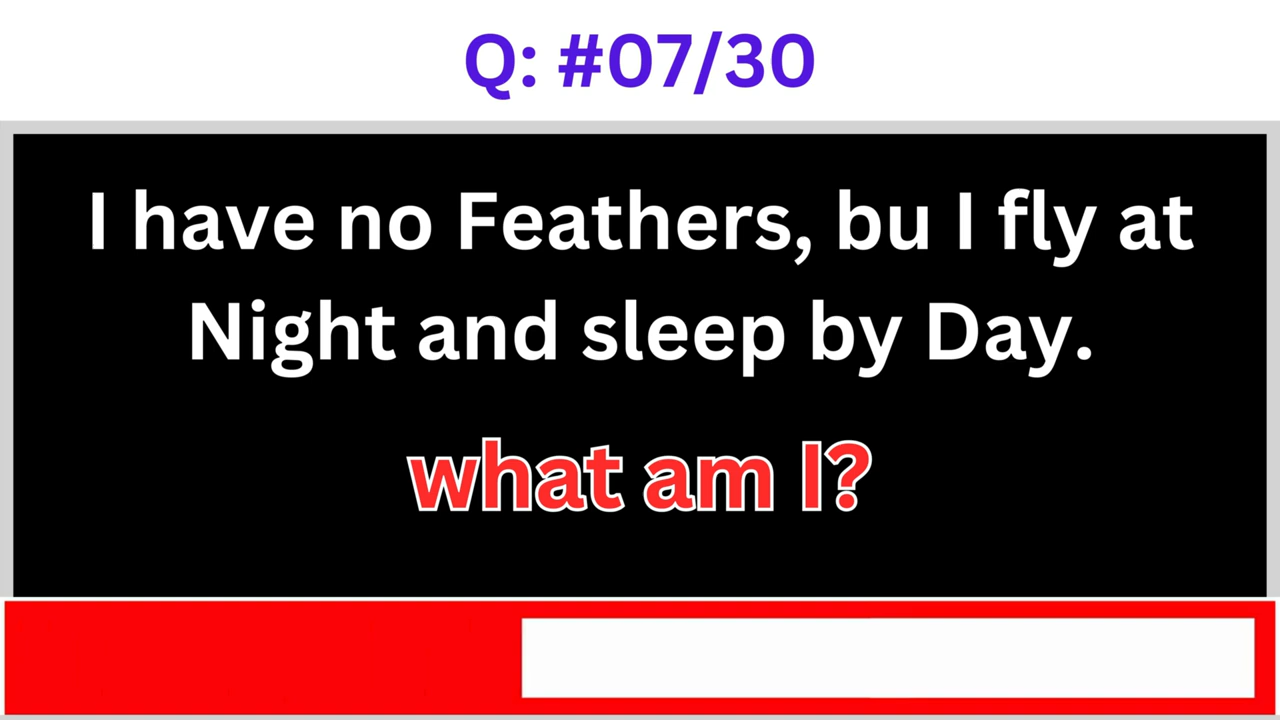 Q: #07/30
I have no Feathers, bu I fly at
Night and sleep by Day.
what am I?